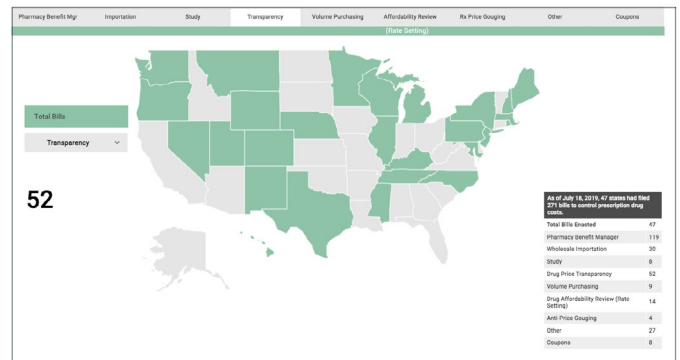 Pharmacy Benefit Mgr Importation Study Transparency Volume Purchasing Affordability Review Rx Price Gouging Other Coupons
(Rate Setting)
Total Bills
Transparency
52
As of July 18, 2019, 47 states had filed
271 bills to control prescription drug
costs.
Total Bills Enacted 47
Pharmacy Benefit Manager 119
Wholesale Importation 30
Study 8
Drug Price Transparency 52
Volume Purchasing 9
Drug Affordability Review (Rate
Setting) 14
Anti-Price Gouging 4
Other 27
Coupons 8